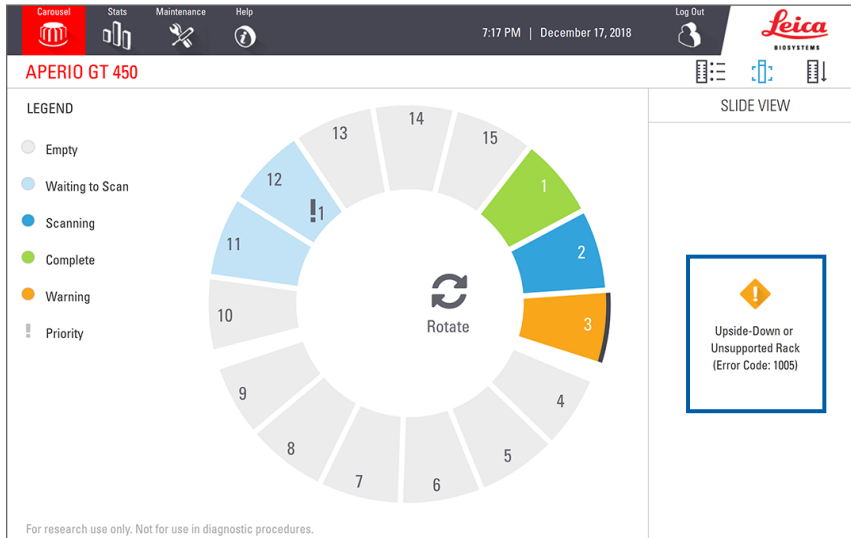 Carousel
Stats
Maintenance
Help
7:17 PM | December 17, 2018
Log Out
Leica
BIOSYSTEMS
APERIO GT 450
LEGEND
Empty
Waiting to Scan
Scanning
Complete
Warning
! Priority
13
14
15
12
!1
1
11
2
10
Rotate
3
9
4
8
5
7
6
SLIDE VIEW
!
Upside-Down or
Unsupported Rack
(Error Code: 1005)
For research use only. Not for use in diagnostic procedures.